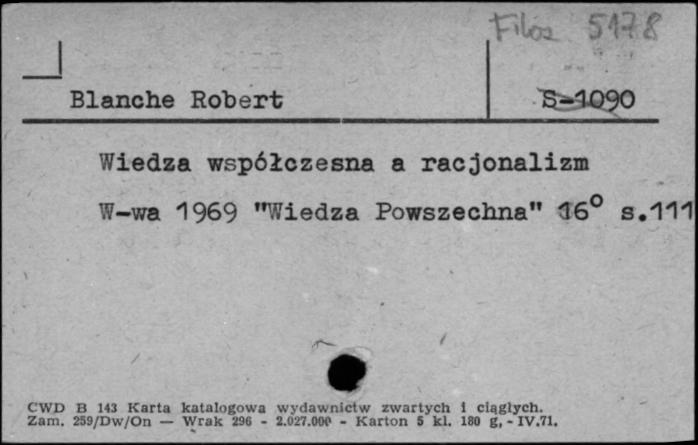 Filoz 5178
Blanche Robert S-1090
Wiedza współczesna a racjonalizm
W-wa 1969 "Wiedza Powszechna" 16° s.111
CWD B 143 Karta katalogowa wydawnictw zwartych i ciągłych.
Zam. 259/Dw/On — Wrak 296 - 2.027.000 - Karton 5 kl. 180 g, - IV.71.